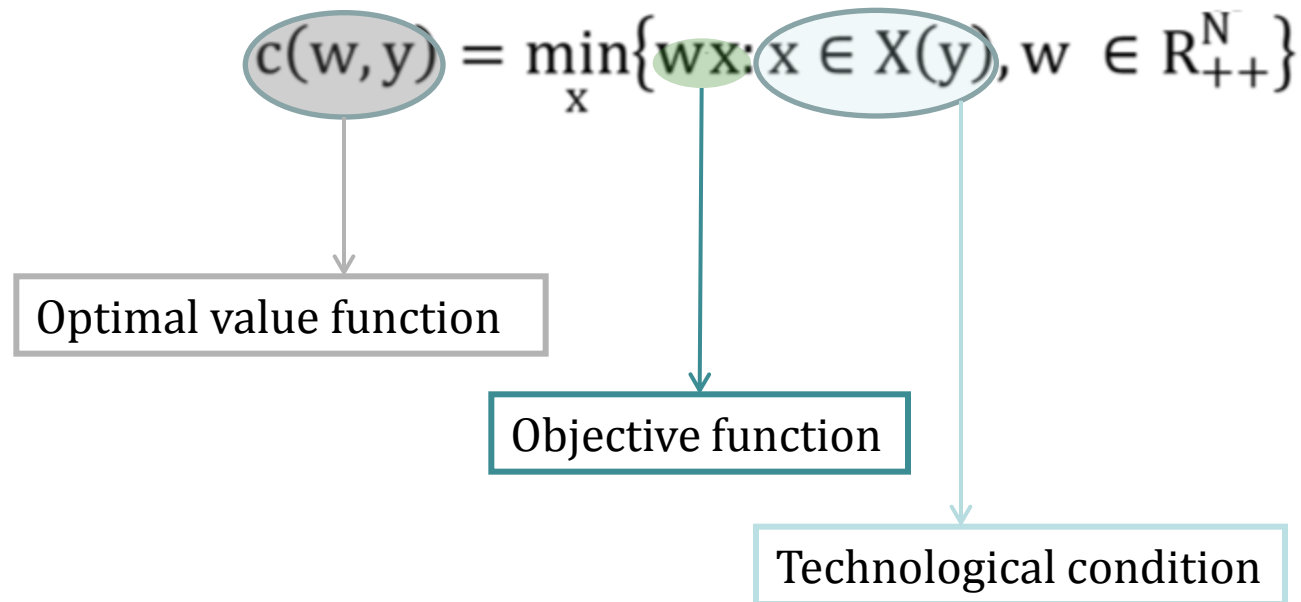 c(w, y) = min{wx: x ∈ X(y), w ∈ R^N_++}
x
Optimal value function
Objective function
Technological condition